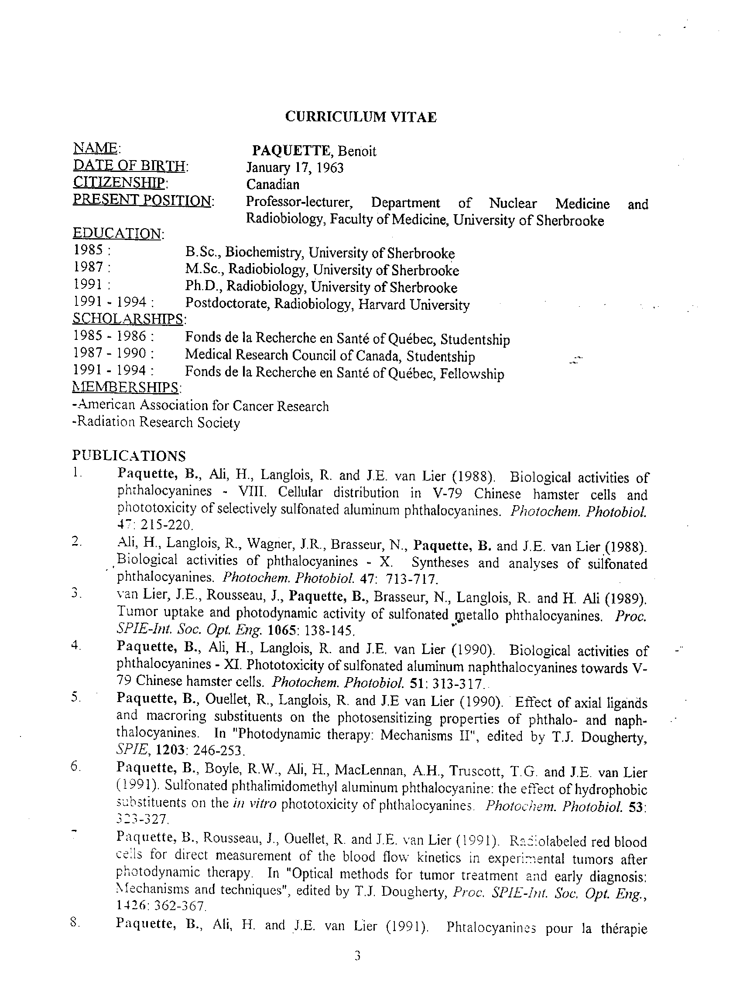 CURRICULUM VITAE
NAME: PAQUETTE, Benoit
DATE OF BIRTH: January 17, 1963
CITIZENSHIP: Canadian
PRESENT POSITION: Professor-lecturer, Department of Nuclear Medicine and
Radiobiology, Faculty of Medicine, University of Sherbrooke
EDUCATION:
1985 : B.Sc., Biochemistry, University of Sherbrooke
1987 : M.Sc., Radiobiology, University of Sherbrooke
1991 : Ph.D., Radiobiology, University of Sherbrooke
1991 - 1994 : Postdoctorate, Radiobiology, Harvard University
SCHOLARSHIPS:
1985 - 1986 : Fonds de la Recherche en Santé of Québec, Studentship
1987 - 1990 : Medical Research Council of Canada, Studentship
1991 - 1994 : Fonds de la Recherche en Santé of Québec, Fellowship
MEMBERSHIPS:
-American Association for Cancer Research
-Radiation Research Society
PUBLICATIONS
1. Paquette, B., Ali, H., Langlois, R. and J.E. van Lier (1988). Biological activities of
phthalocyanines - VIII. Cellular distribution in V-79 Chinese hamster cells and
phototoxicity of selectively sulfonated aluminum phthalocyanines. Photochem. Photobiol.
47: 215-220.
2. Ali, H., Langlois, R., Wagner, J.R., Brasseur, N., Paquette, B. and J.E. van Lier (1988).
Biological activities of phthalocyanines - X. Syntheses and analyses of sulfonated
phthalocyanines. Photochem. Photobiol. 47: 713-717.
3. van Lier, J.E., Rousseau, J., Paquette, B., Brasseur, N., Langlois, R. and H. Ali (1989).
Tumor uptake and photodynamic activity of sulfonated metallo phthalocyanines. Proc.
SPIE-Int. Soc. Opt. Eng. 1065: 138-145.
4. Paquette, B., Ali, H., Langlois, R. and J.E. van Lier (1990). Biological activities of
phthalocyanines - XI. Phototoxicity of sulfonated aluminum naphthalocyanines towards V-
79 Chinese hamster cells. Photochem. Photobiol. 51: 313-317.
5. Paquette, B., Ouellet, R., Langlois, R. and J.E van Lier (1990). Effect of axial ligands
and macroring substituents on the photosensitizing properties of phthalo- and naph-
thalocyanines. In "Photodynamic therapy: Mechanisms II", edited by T.J. Dougherty,
SPIE, 1203: 246-253.
6. Paquette, B., Boyle, R.W., Ali, H., MacLennan, A.H., Truscott, T.G. and J.E. van Lier
(1991). Sulfonated phthalimidomethyl aluminum phthalocyanine: the effect of hydrophobic
substituents on the in vitro phototoxicity of phthalocyanines. Photochem. Photobiol. 53:
323-327.
Paquette, B., Rousseau, J., Ouellet, R. and J.E. van Lier (1991). Radiolabeled red blood
cells for direct measurement of the blood flow kinetics in experimental tumors after
photodynamic therapy. In "Optical methods for tumor treatment and early diagnosis:
Mechanisms and techniques", edited by T.J. Dougherty, Proc. SPIE-Int. Soc. Opt. Eng.,
1426: 362-367.
8. Paquette, B., Ali, H. and J.E. van Lier (1991). Phtalocyanines pour la thérapie
3